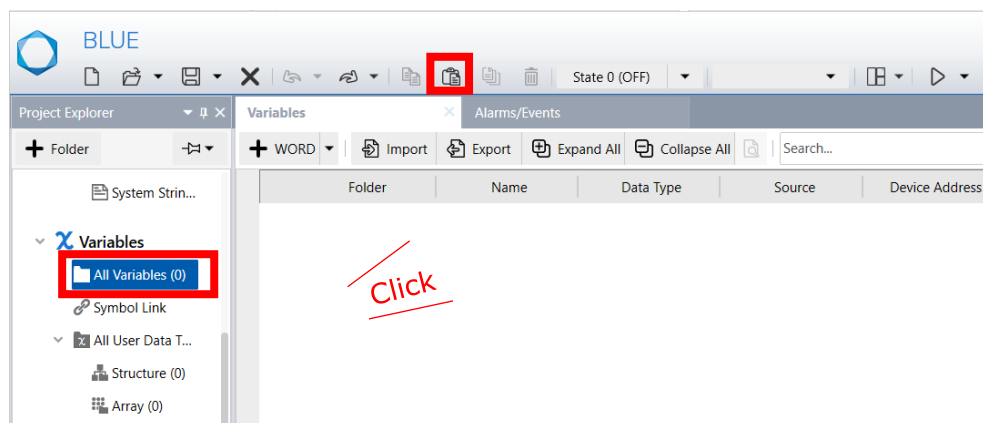 BLUE
State 0 (OFF)
Project Explorer
Variables
Alarms/Events
Folder
WORD
Import
Export
Expand All
Collapse All
Search...
Folder
Name
Data Type
Source
Device Address
System Strin...
Variables
All Variables (0)
Symbol Link
All User Data T...
Structure (0)
Array (0)
Click